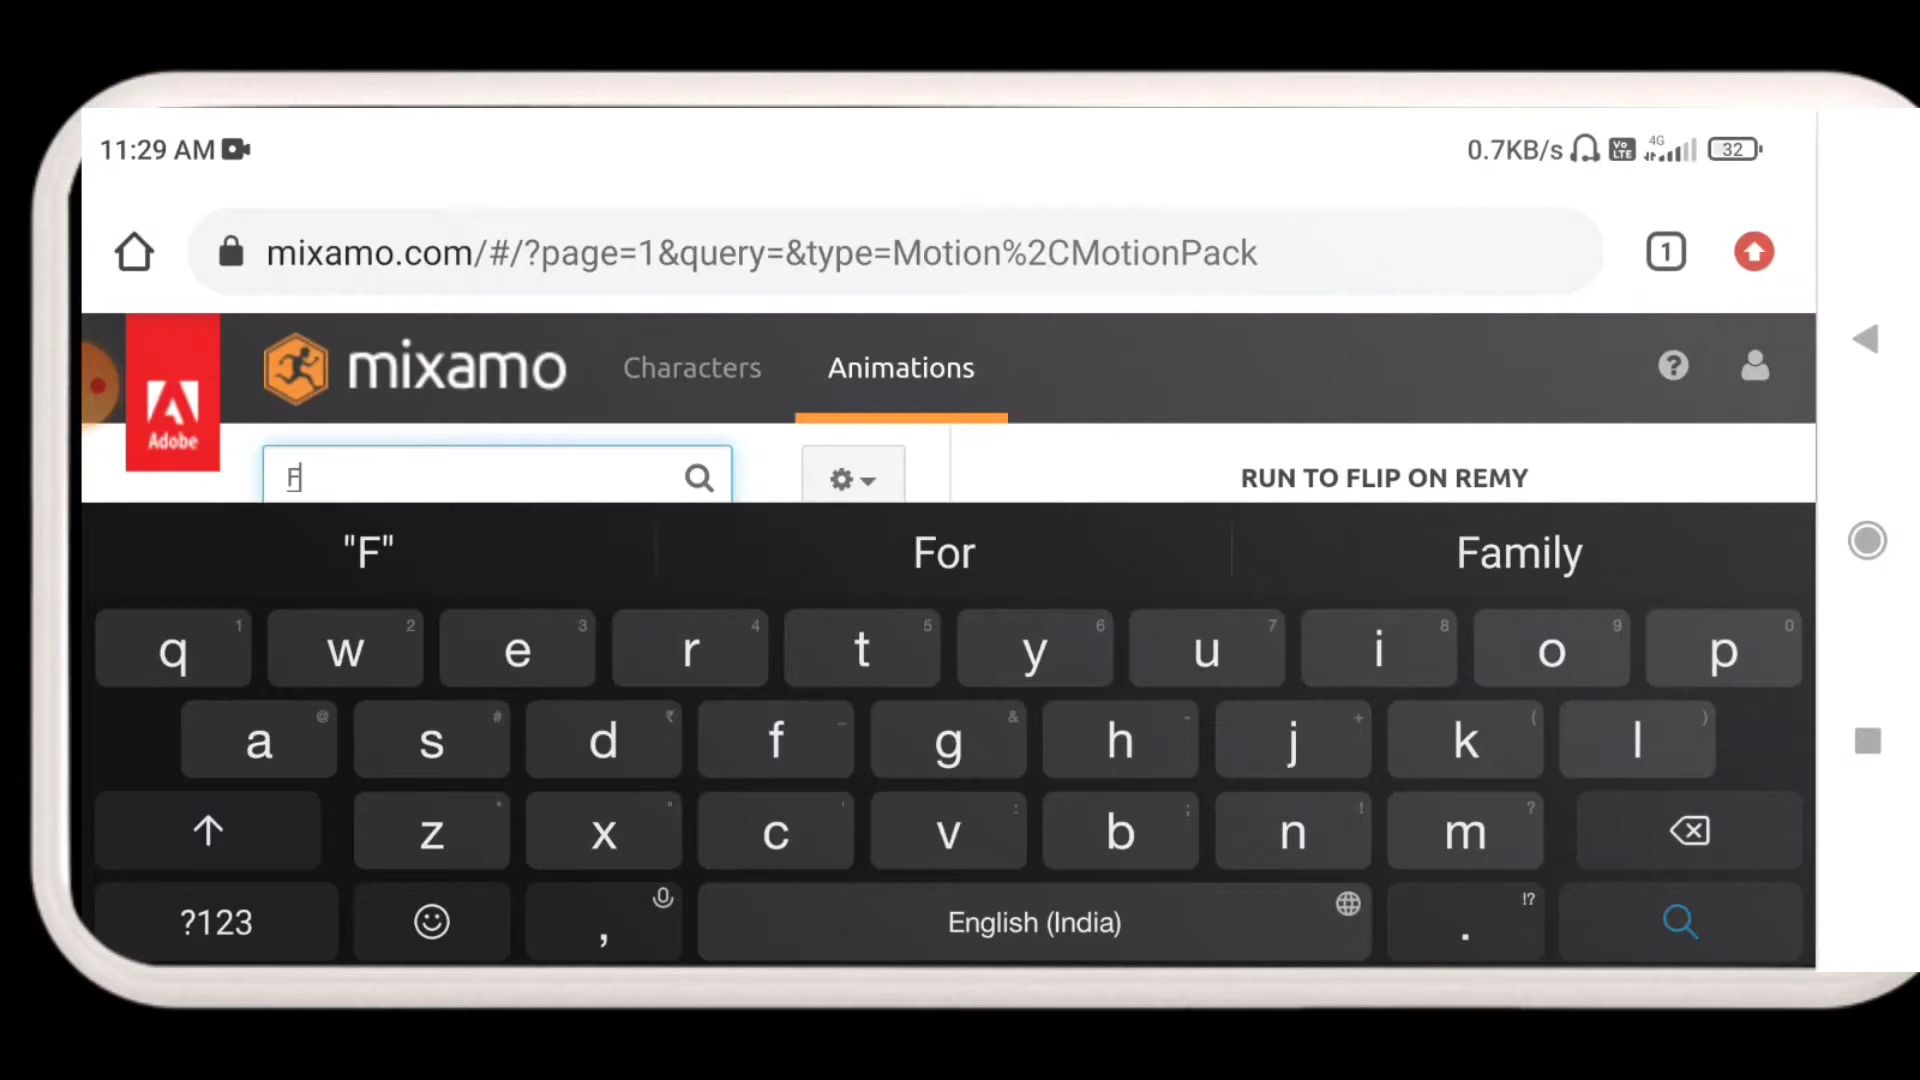 11:29 AM 0.7KB/s Vo LTE 4G 32
mixamo.com/#/?page=1&query=&type=Motion%2CMotionPack 1
Adobe mixamo Characters Animations ?
F RUN TO FLIP ON REMY
"F" For Family
q 1 w 2 e 3 r 4 t 5 y 6 u 7 i 8 o 9 p 0
a @ s # d ₹ f _ g & h - j + k ( l )
z * x " c ' v : b ; n ! m ?
?123 , English (India) . !?